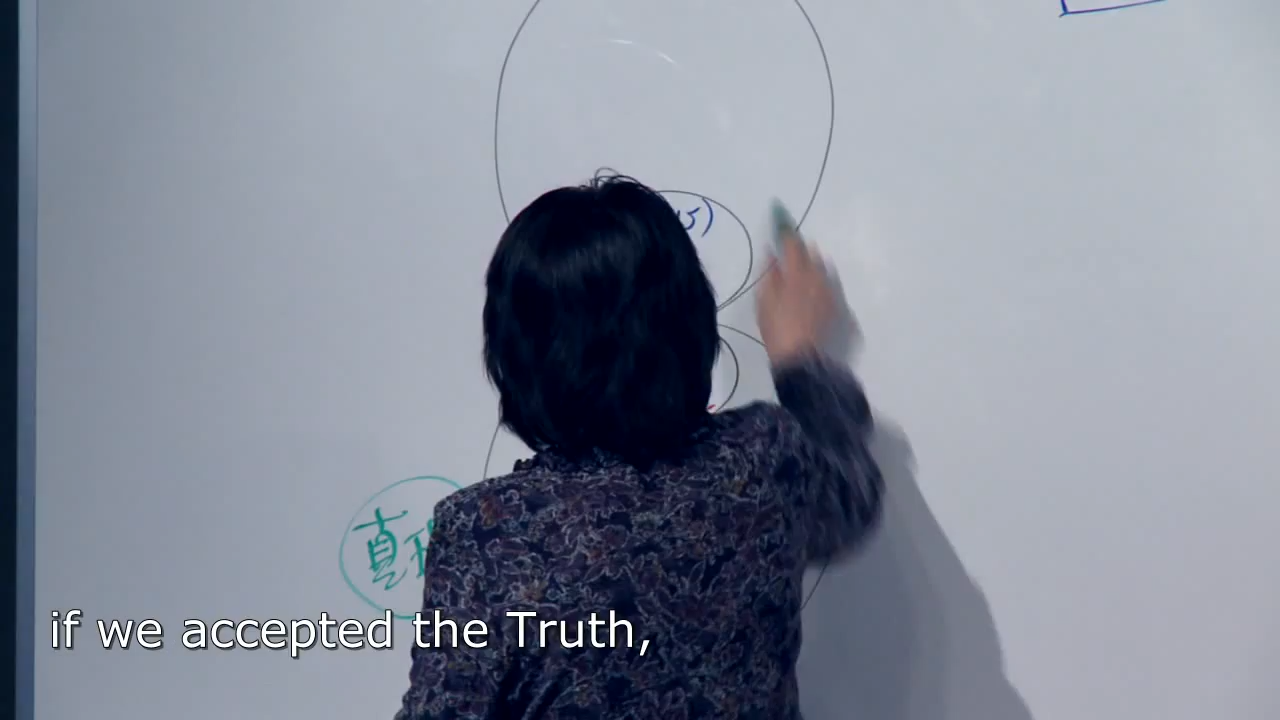 真
if we accepted the Truth,